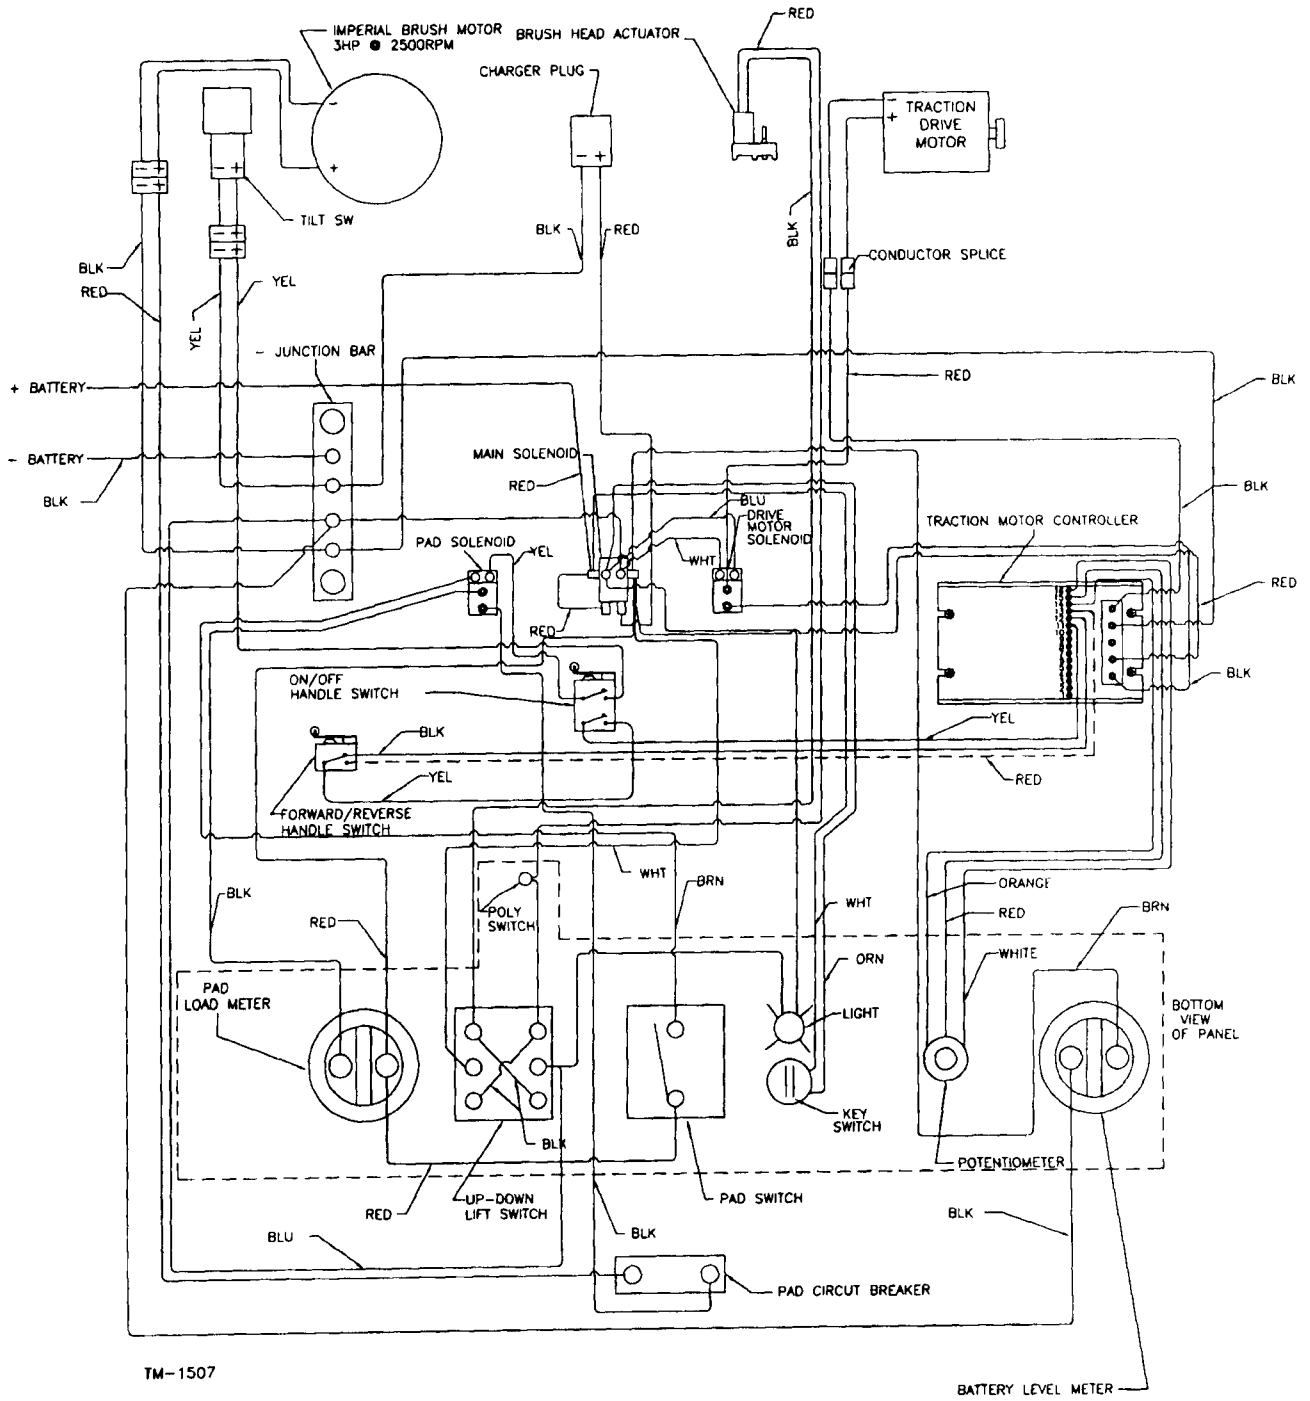 RED
IMPERIAL BRUSH MOTOR
3HP @ 2500RPM
BRUSH HEAD ACTUATOR
CHARGER PLUG
TRACTION
DRIVE
MOTOR
- +
-
+
- +
- +
- +
- +
- +
- +
-
+
TILT SW
BLK
RED
BLK
CONDUCTOR SPLICE
BLK
RED
YEL
YEL
- JUNCTION BAR
+ BATTERY
RED
BLK
- BATTERY
BLK
MAIN SOLENOID
RED
BLU
DRIVE
MOTOR
SOLENOID
BLK
TRACTION MOTOR CONTROLLER
PAD SOLENOID
YEL
WHT
RED
RED
ON/OFF
HANDLE SWITCH
BLK
YEL
BLK
RED
YEL
FORWARD/REVERSE
HANDLE SWITCH
WHT
BRN
BLK
RED
POLY
SWITCH
ORANGE
RED
WHT
BRN
WHITE
ORN
PAD
LOAD METER
LIGHT
BOTTOM
VIEW
OF PANEL
KEY
SWITCH
BLK
POTENTIOMETER
RED
UP-DOWN
LIFT SWITCH
PAD SWITCH
BLK
BLU
BLK
PAD CIRCUT BREAKER
TM-1507
BATTERY LEVEL METER